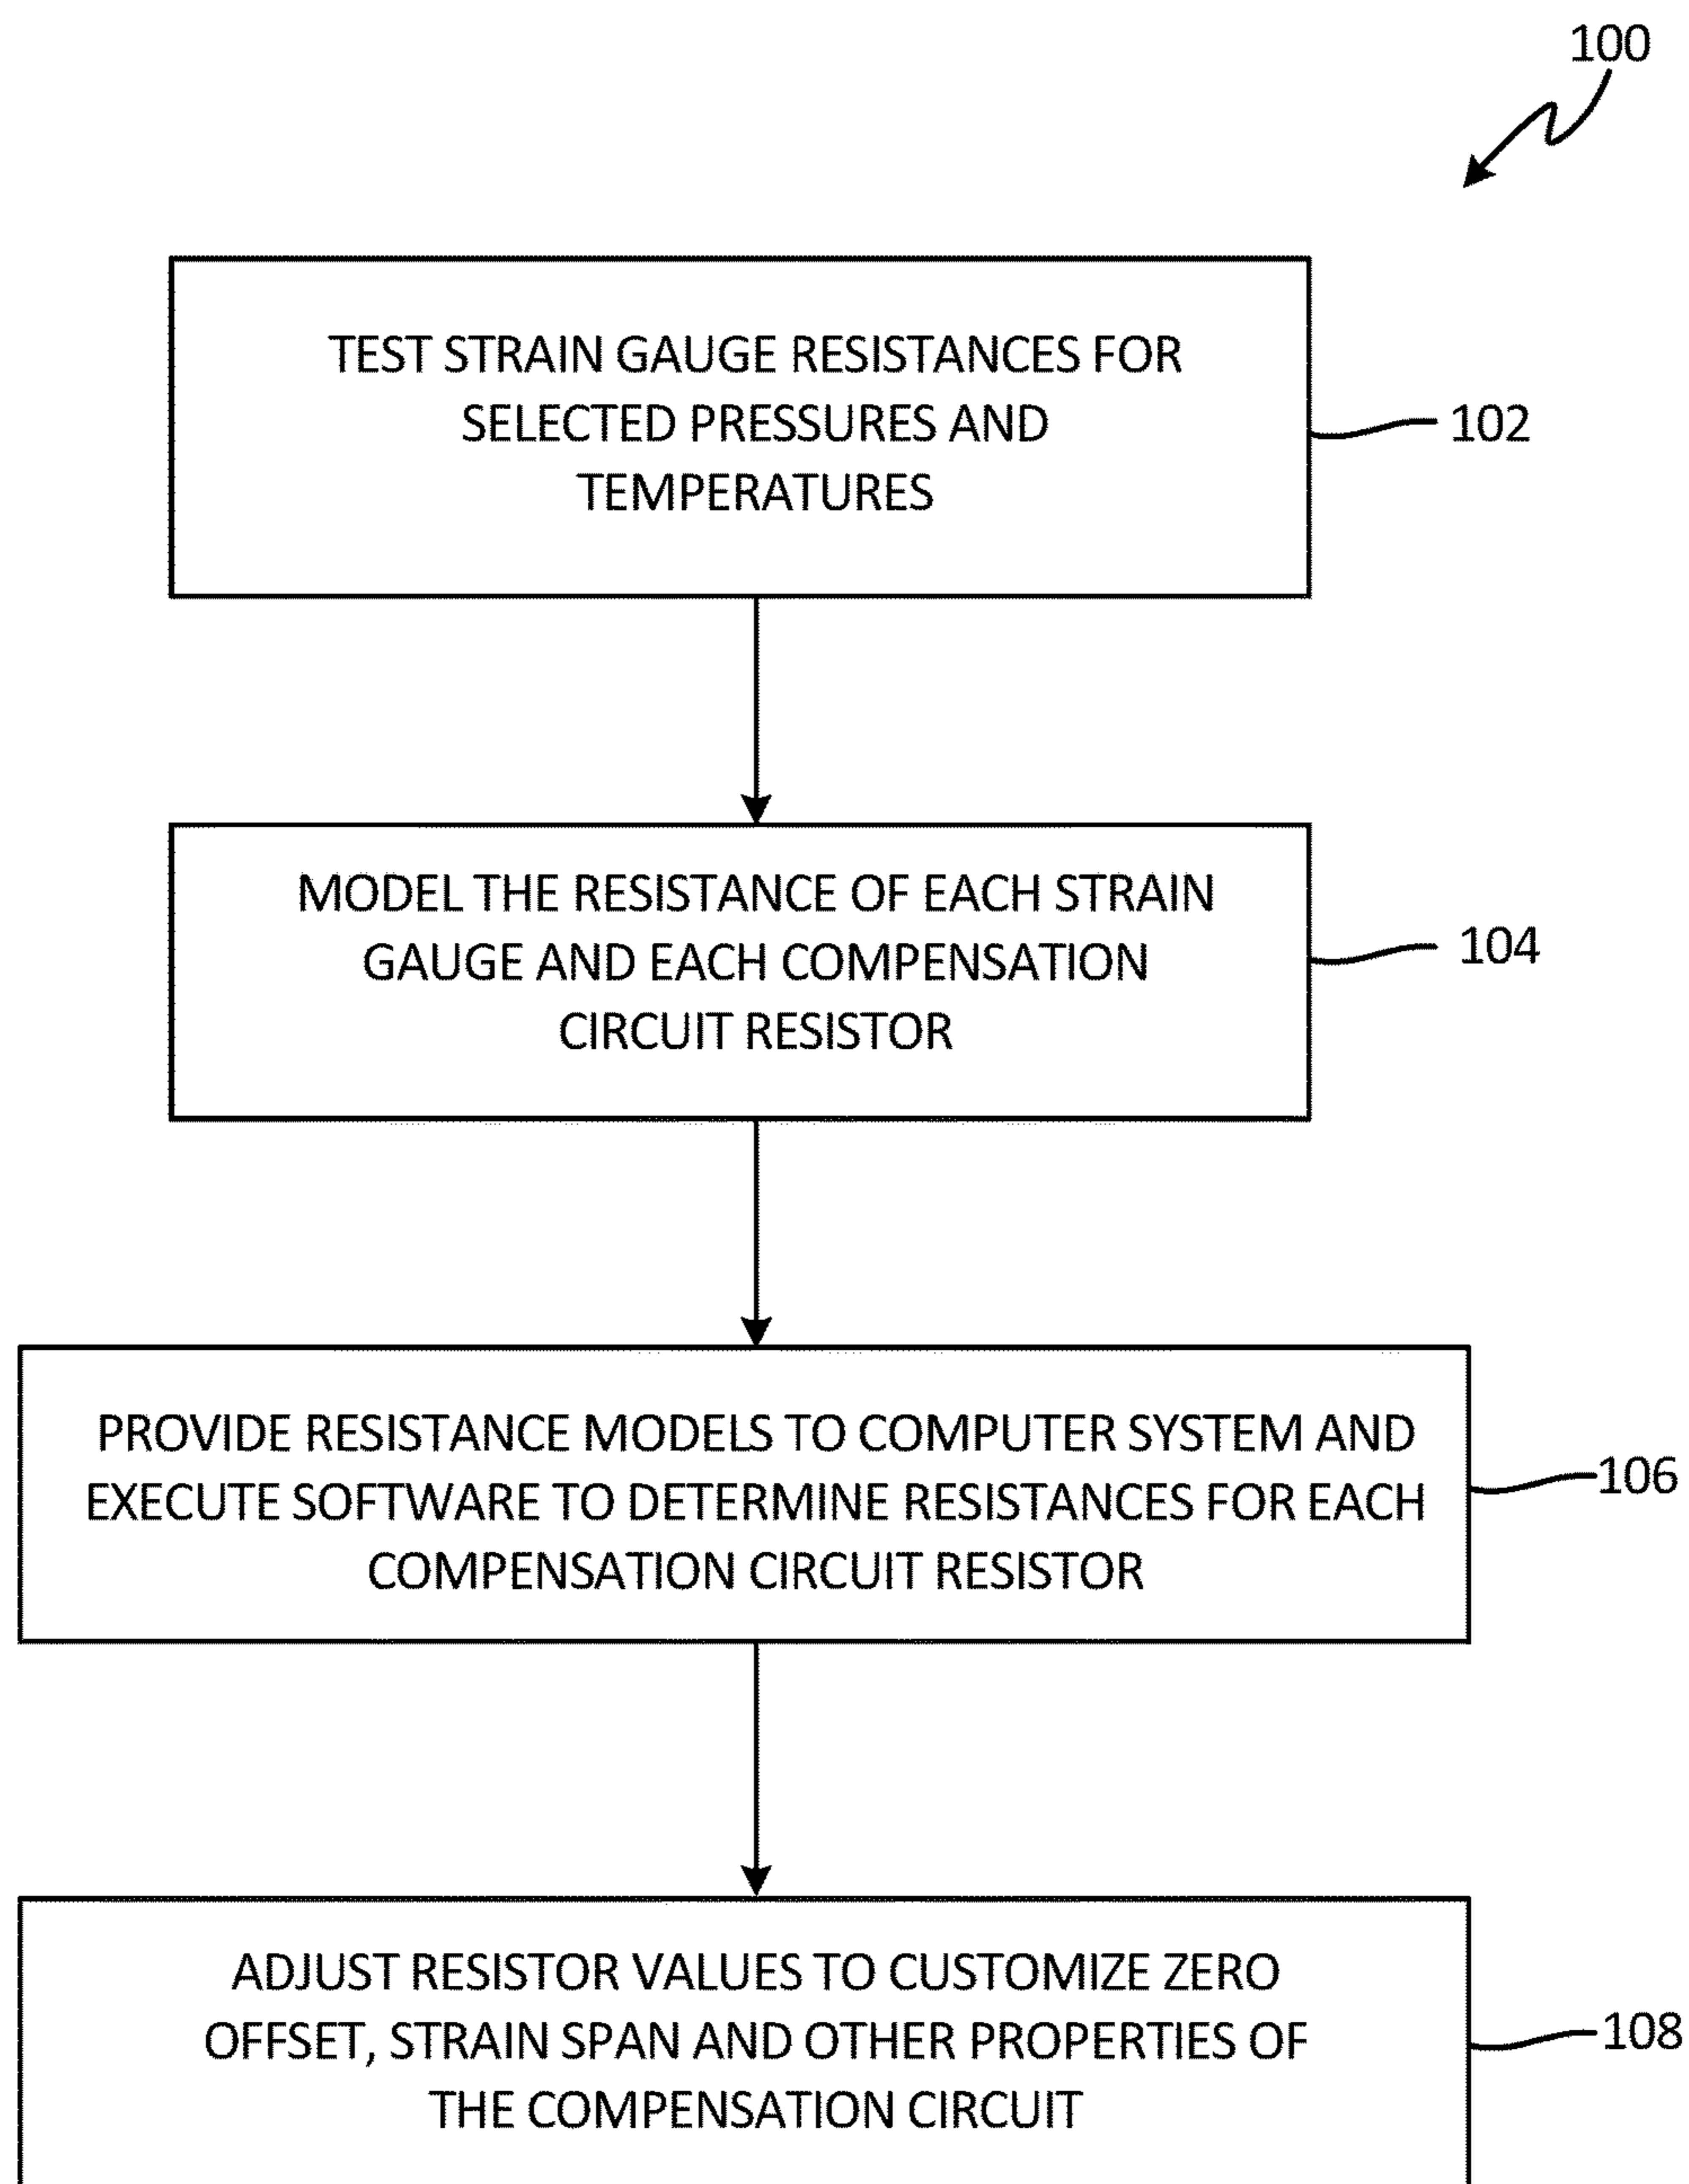 100
TEST STRAIN GAUGE RESISTANCES FOR
SELECTED PRESSURES AND
TEMPERATURES
102
MODEL THE RESISTANCE OF EACH STRAIN
GAUGE AND EACH COMPENSATION
CIRCUIT RESISTOR
104
PROVIDE RESISTANCE MODELS TO COMPUTER SYSTEM AND
EXECUTE SOFTWARE TO DETERMINE RESISTANCES FOR EACH
COMPENSATION CIRCUIT RESISTOR
106
ADJUST RESISTOR VALUES TO CUSTOMIZE ZERO
OFFSET, STRAIN SPAN AND OTHER PROPERTIES OF
THE COMPENSATION CIRCUIT
108